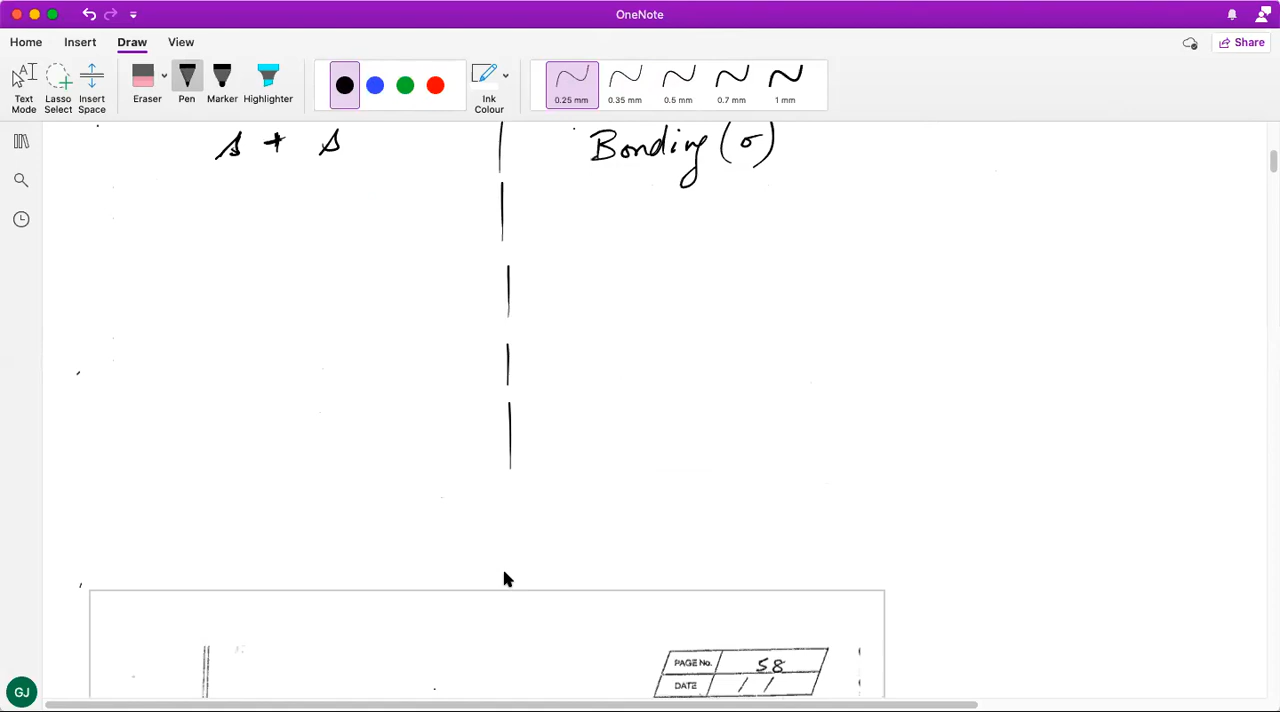 OneNote
Home Insert Draw View
Share
Text Mode
Lasso Select
Insert Space
Eraser
Pen
Marker
Highlighter
Ink Colour
0.25 mm
0.35 mm
0.5 mm
0.7 mm
1 mm
s + s
Bonding (σ)
PAGE No. 58
DATE / /
GJ